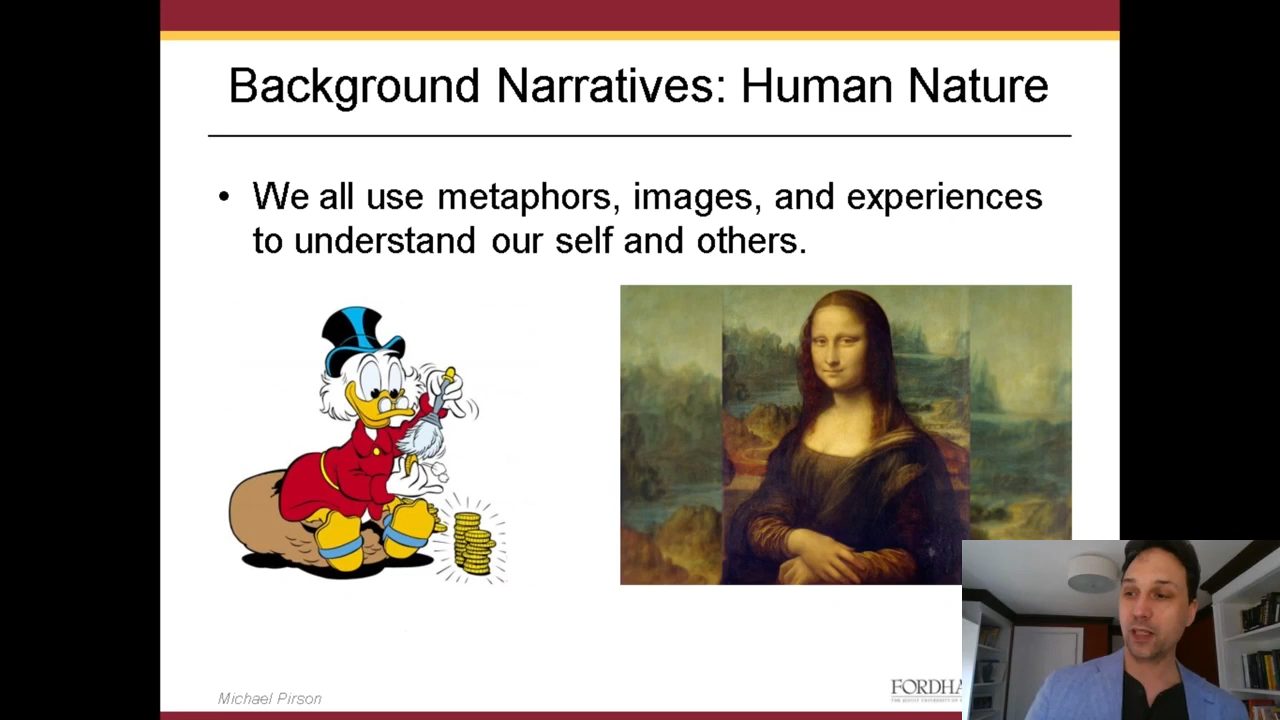 Background Narratives: Human Nature
• We all use metaphors, images, and experiences
to understand our self and others.
Michael Pirson
FORDHA